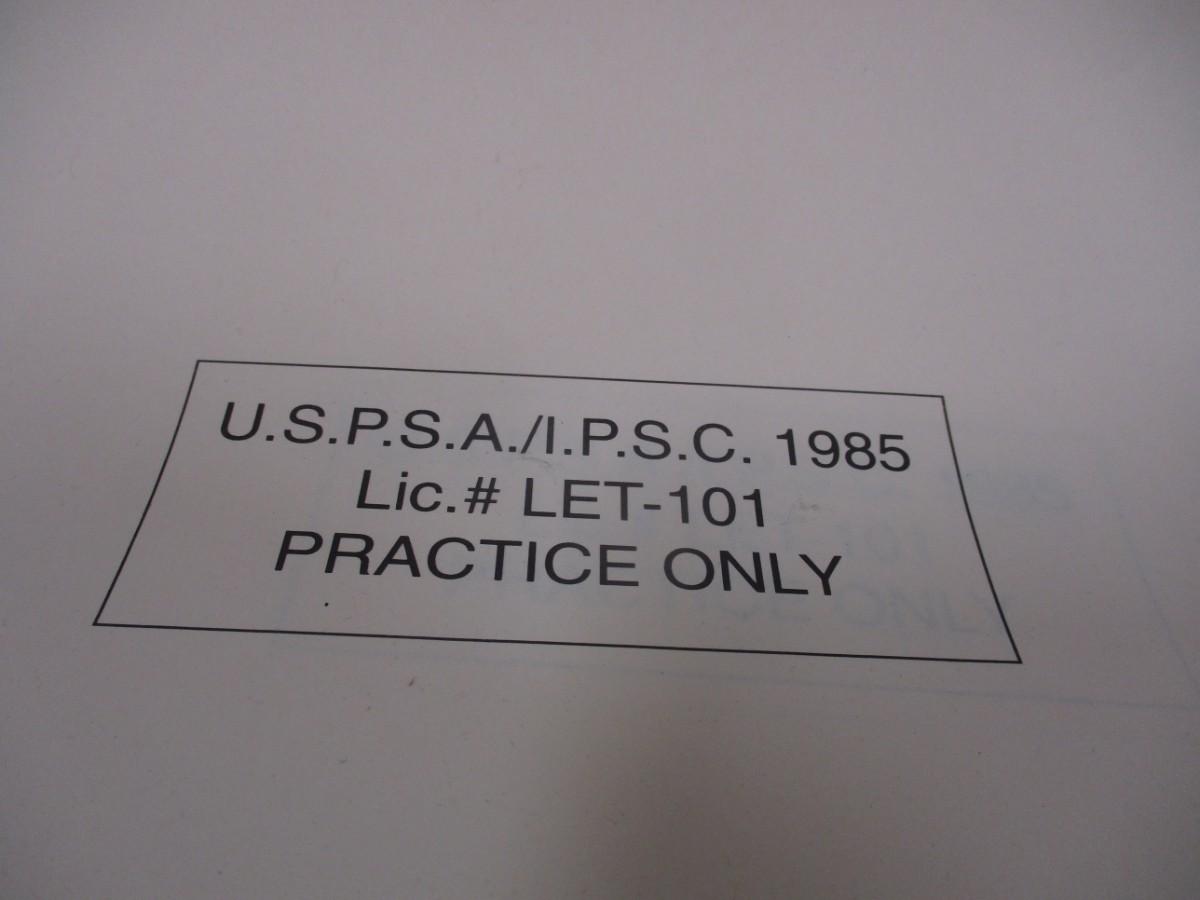 U.S.P.S.A./I.P.S.C. 1985
Lic.# LET-101
PRACTICE ONLY